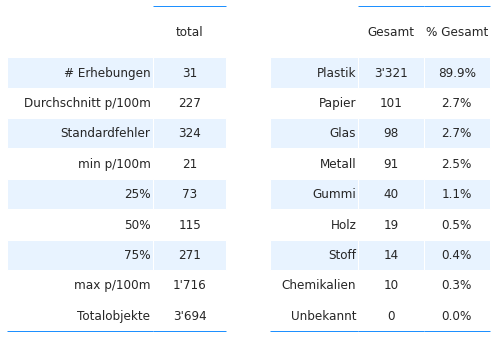 total
# Erhebungen 31
Durchschnitt p/100m 227
Standardfehler 324
min p/100m 21
25% 73
50% 115
75% 271
max p/100m 1'716
Totalobjekte 3'694
Gesamt % Gesamt
Plastik 3'321 89.9%
Papier 101 2.7%
Glas 98 2.7%
Metall 91 2.5%
Gummi 40 1.1%
Holz 19 0.5%
Stoff 14 0.4%
Chemikalien 10 0.3%
Unbekannt 0 0.0%